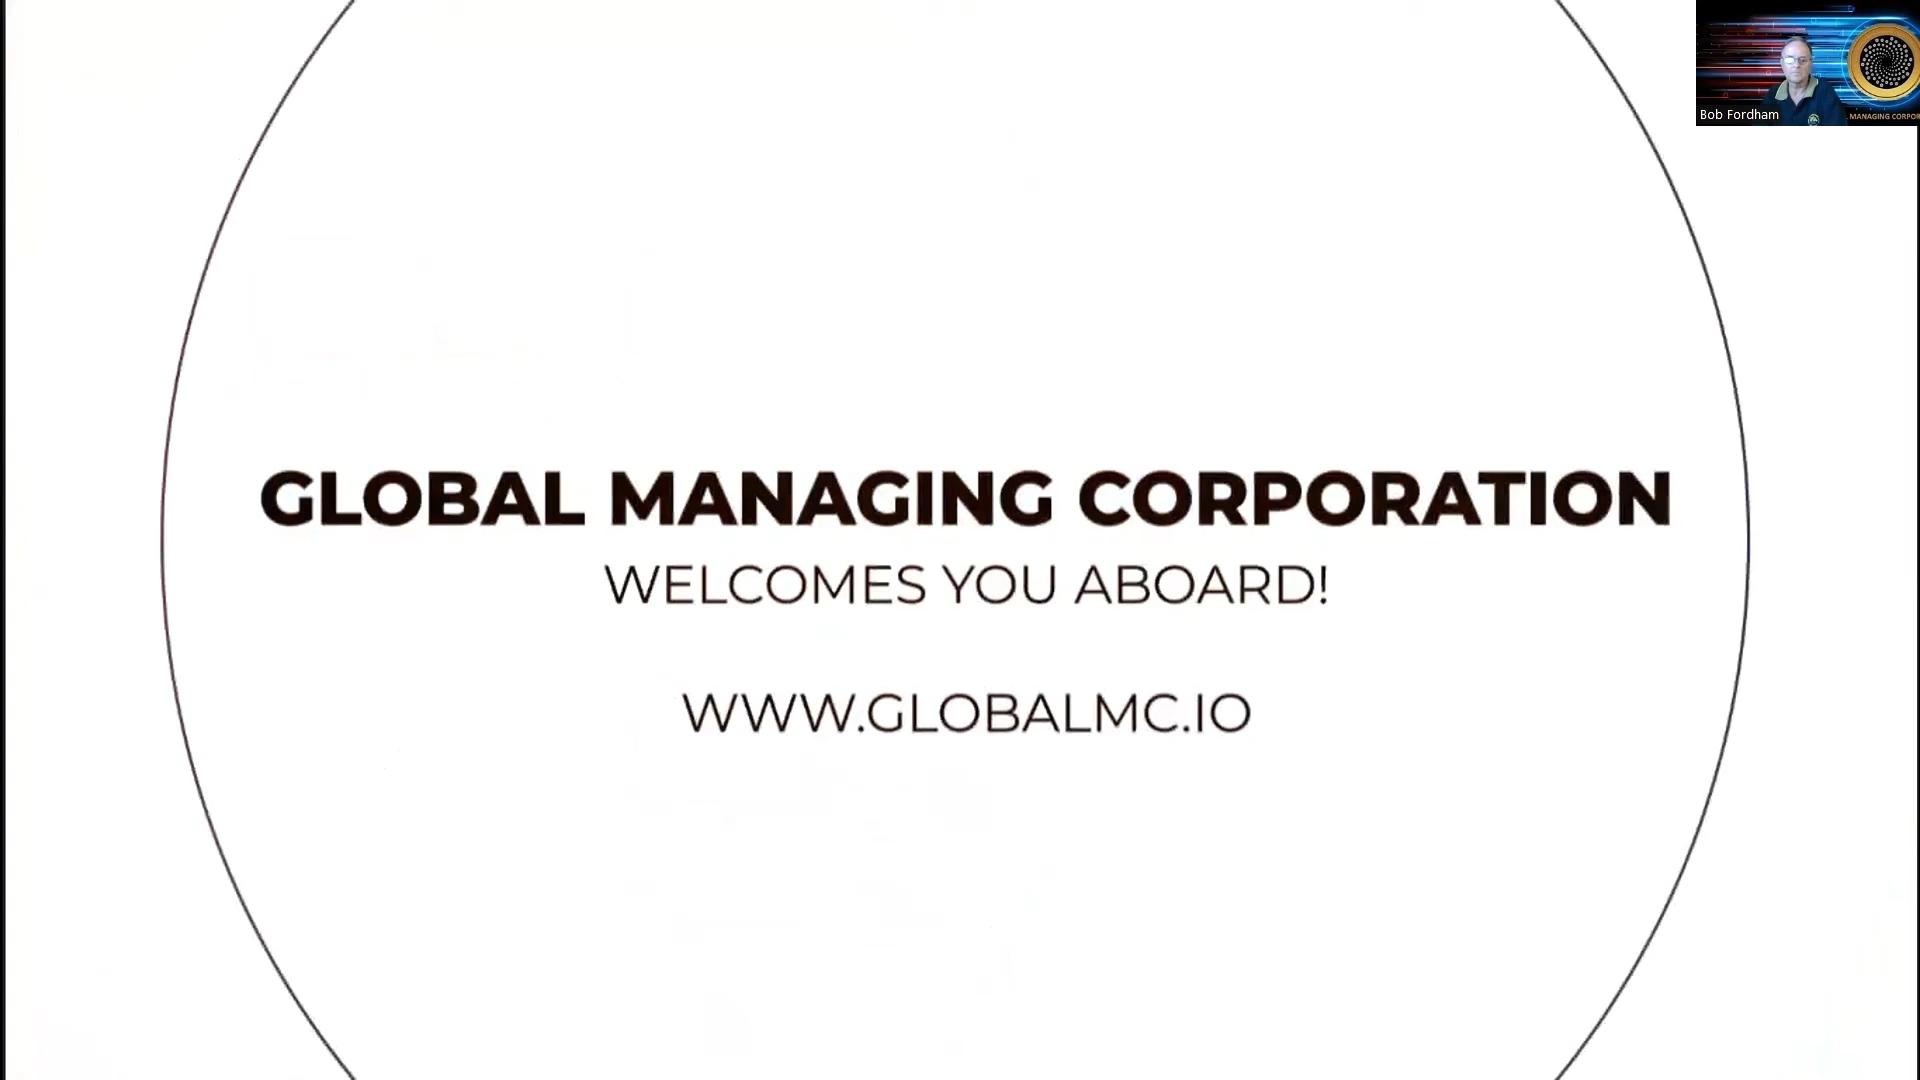 GLOBAL MANAGING CORPORATION
WELCOMES YOU ABOARD!
WWW.GLOBALMC.IO
Bob Fordham
MANAGING CORPOR